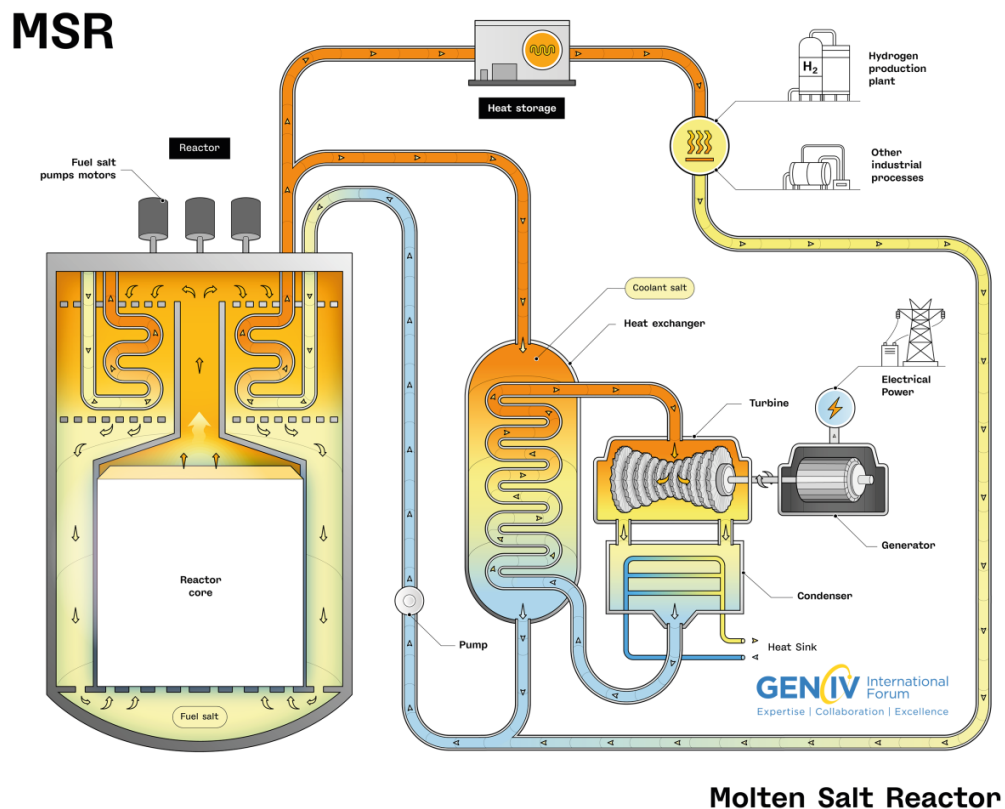 MSR
Heat storage
H2
Hydrogen
production
plant
Reactor
Fuel salt
pumps motors
Other
industrial
processes
Coolant salt
Heat exchanger
Electrical
Power
Turbine
Generator
Reactor
core
Condenser
Pump
Heat Sink
Fuel salt
GENIV International
Forum
Expertise | Collaboration | Excellence
Molten Salt Reactor